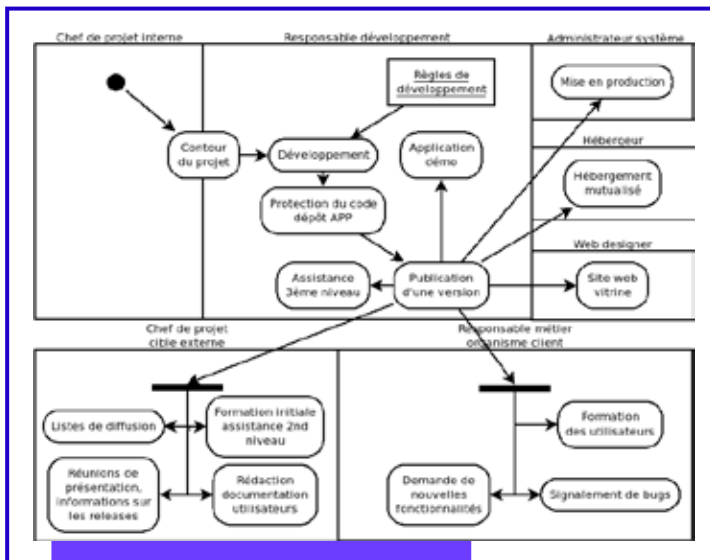 Chef de projet interne
Responsable développement
Administrateur système
Règles de
développement
Mise en production
Contour
du projet
Développement
Application
démo
Hébergeur
Hébergement
mutualisé
Protection du code
dépôt APP
Web designer
Assistance
3ème niveau
Publication
d'une version
Site web
vitrine
Chef de projet
cible externe
Responsable métier
organisme client
Listes de diffusion
Formation initiale
assistance 2nd
niveau
Formation
des utilisateurs
Réunions de
présentation,
informations sur
les releases
Rédaction
documentation
utilisateurs
Demande de
nouvelles
fonctionnalités
Signalement de bugs